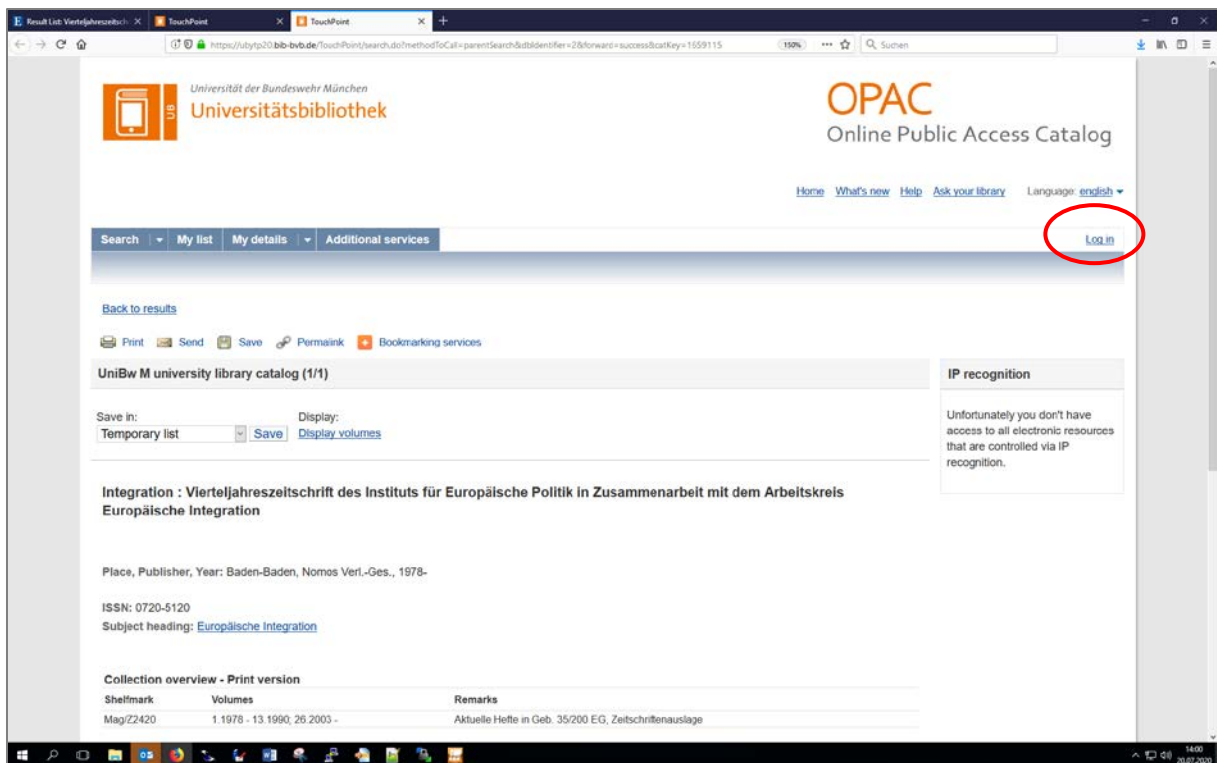 Result List: Vierteljahreszeitsch
TouchPoint
TouchPoint
https://ubytp20.bib-bvb.de/TouchPoint/search.do?methodToCall=parentSearch&dbIdentifier=2&forward=success&catKey=1659115
150%
Suchen
UB
Universität der Bundeswehr München
Universitätsbibliothek
OPAC
Online Public Access Catalog
Home What's new Help Ask your library Language: english
Search My list My details Additional services Log in
Back to results
Print Send Save Permalink Bookmarking services
UniBw M university library catalog (1/1)
IP recognition
Save in: Display:
Temporary list Save Display volumes
Unfortunately you don't have
access to all electronic resources
that are controlled via IP
recognition.
Integration : Vierteljahreszeitschrift des Instituts für Europäische Politik in Zusammenarbeit mit dem Arbeitskreis
Europäische Integration
Place, Publisher, Year: Baden-Baden, Nomos Verl.-Ges., 1978-
ISSN: 0720-5120
Subject heading: Europäische Integration
Collection overview - Print version
Shelfmark Volumes Remarks
Mag/Z2420 1.1978 - 13.1990; 26.2003 - Aktuelle Hefte in Geb. 35/200 EG, Zeitschriftenauslage
14:00
20.07.2020